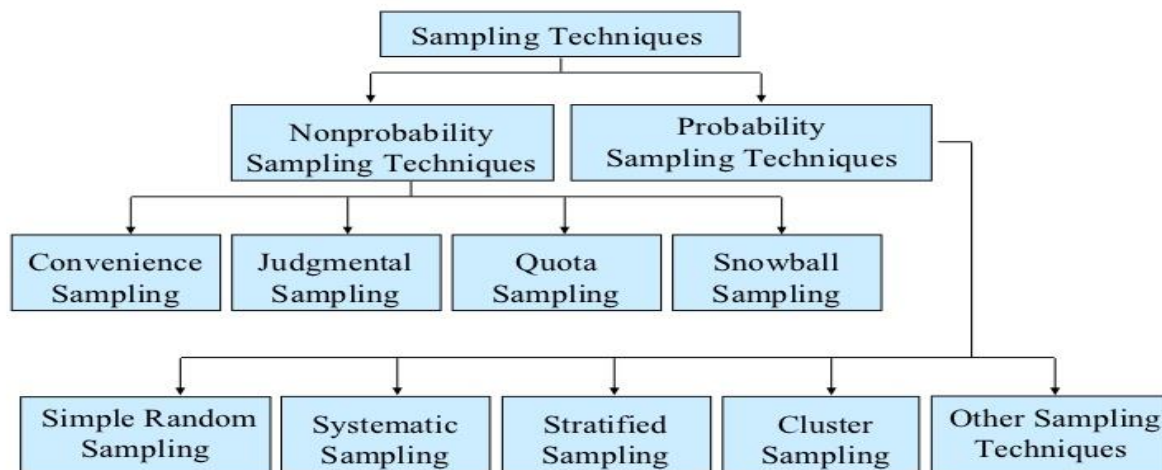 Sampling Techniques
Nonprobability
Sampling Techniques
Probability
Sampling Techniques
Convenience
Sampling
Judgmental
Sampling
Quota
Sampling
Snowball
Sampling
Simple Random
Sampling
Systematic
Sampling
Stratified
Sampling
Cluster
Sampling
Other Sampling
Techniques